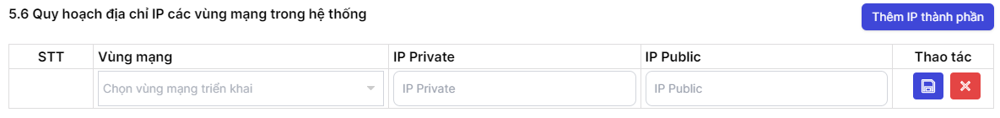 5.6 Quy hoạch địa chỉ IP các vùng mạng trong hệ thống
Thêm IP thành phần
STT Vùng mạng IP Private IP Public Thao tác
Chọn vùng mạng triển khai IP Private IP Public